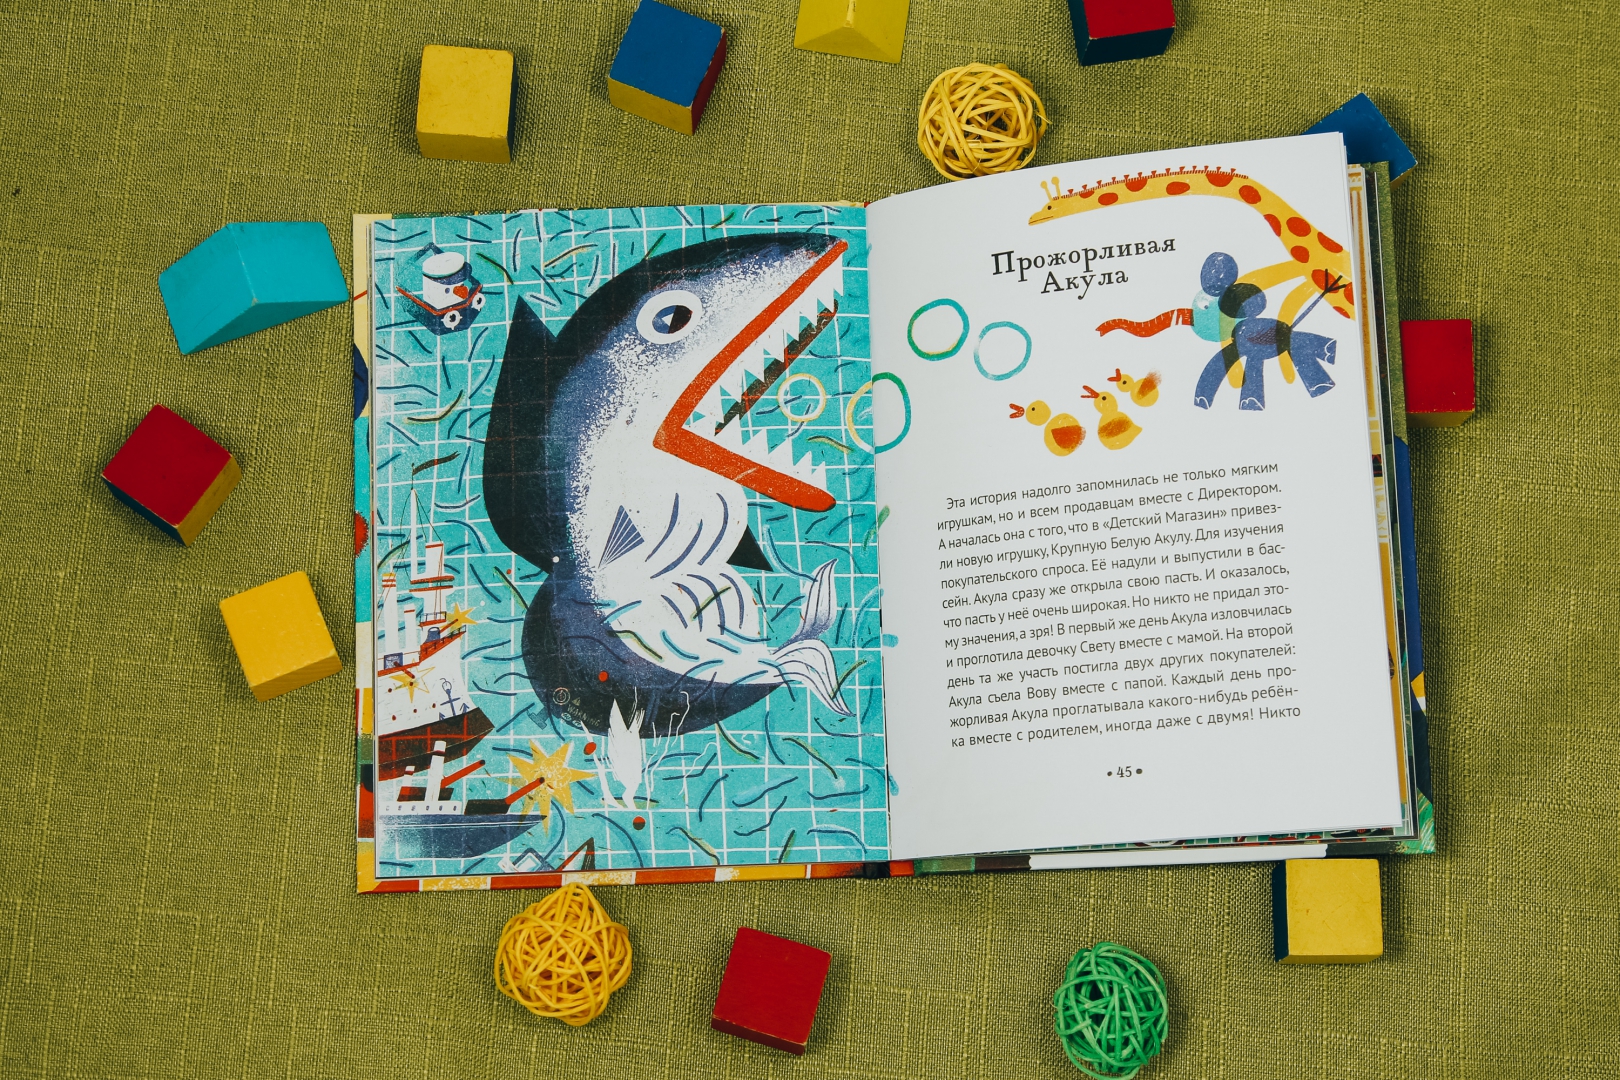 WARNING
Прожорливая
Акула
Эта история надолго запомнилась не только мягким
игрушкам, но и всем продавцам вместе с Директором.
А началась она с того, что в «Детский Магазин» привез-
ли новую игрушку, Крупную Белую Акулу. Для изучения
покупательского спроса. Её надули и выпустили в бас-
сейн. Акула сразу же открыла свою пасть. И оказалось,
что пасть у неё очень широкая. Но никто не придал это-
му значения, а зря! В первый же день Акула изловчилась
и проглотила девочку Свету вместе с мамой. На второй
день та же участь постигла двух других покупателей:
Акула съела Вову вместе с папой. Каждый день про-
жорливая Акула проглатывала какого-нибудь ребён-
ка вместе с родителем, иногда даже с двумя! Никто
• 45 •